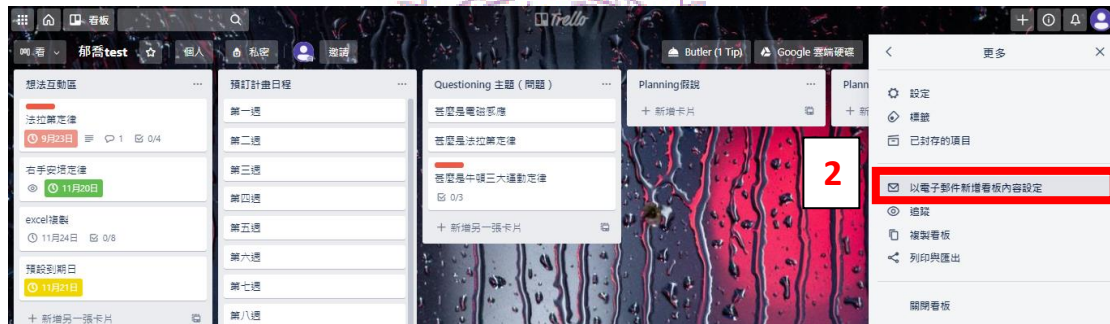 看板
Trello
看
郁喬test
個人
私密
邀請
Butler (1 Tip)
Google 雲端硬碟
想法互動區
法拉第定律
9月23日 1 0/4
右手安培定律
11月20日
excel複製
11月24日 0/8
預設到期日
11月21日
+ 新增另一張卡片
預訂計畫日程
第一週
第二週
第三週
第四週
第五週
第六週
第七週
第八週
Questioning 主題（問題）
甚麼是電磁感應
甚麼是法拉第定律
甚麼是牛頓三大運動定律
0/3
+ 新增另一張卡片
Planning假說
+ 新增卡片
Plann
+ 新
2
更多
設定
標籤
已封存的項目
以電子郵件新增看板內容設定
追蹤
複製看板
列印與匯出
關閉看板